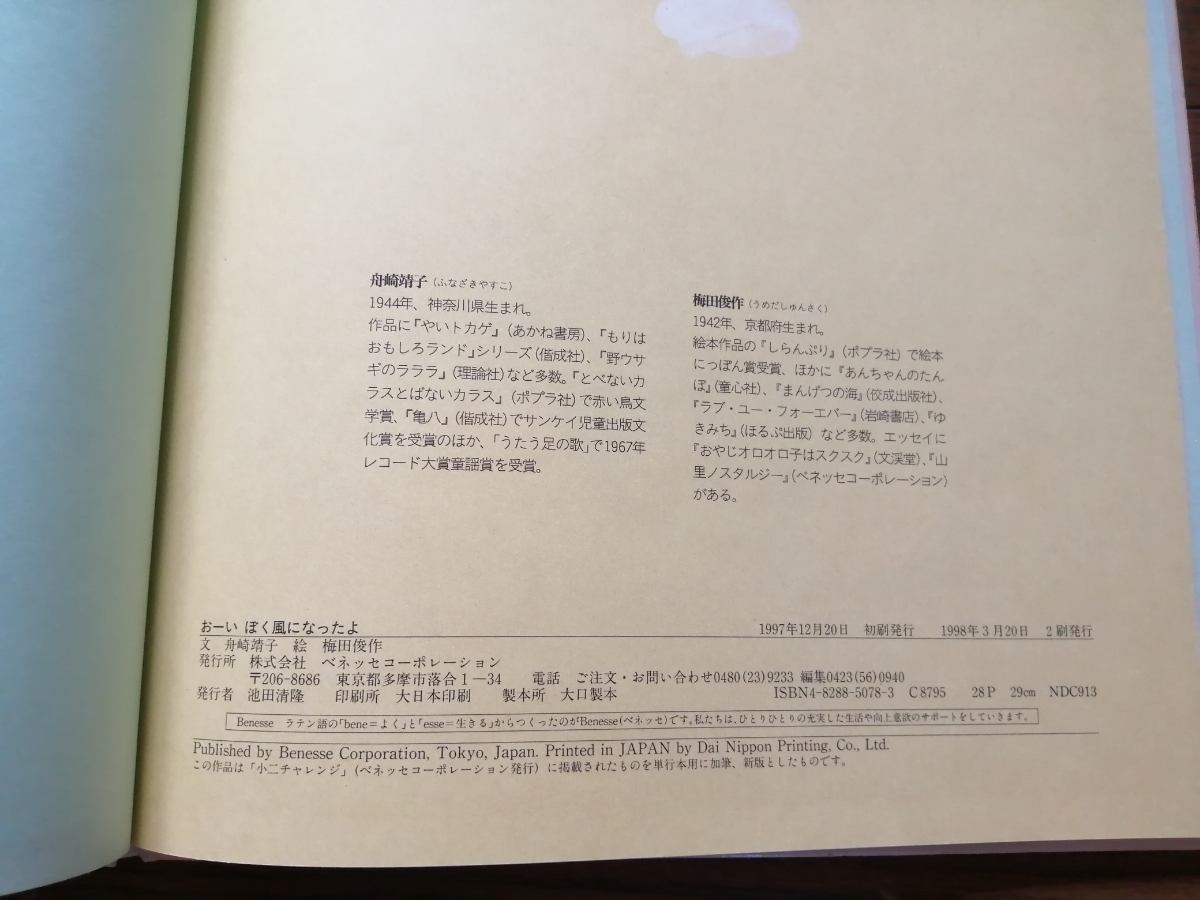 舟崎靖子（ふなざきやすこ）
1944年、神奈川県生まれ。
作品に『やいトカゲ』（あかね書房）、『もりは
おもしろランド』シリーズ（偕成社）、『野ウサ
ギのラララ』（理論社）など多数。『とべないカ
ラスとばないカラス』（ポプラ社）で赤い鳥文
学賞、『亀八』（偕成社）でサンケイ児童出版文
化賞を受賞のほか、「うたう足の歌」で1967年
レコード大賞童謡賞を受賞。
梅田俊作（うめだしゅんさく）
1942年、京都府生まれ。
絵本作品の『しらんぷり』（ポプラ社）で絵本
にっぽん賞受賞、ほかに『あんちゃんのたん
ぼ』（童心社）、『まんげつの海』（佼成出版社）、
『ラブ・ユー・フォーエバー』（岩崎書店）、『ゆ
きみち』（ほるぷ出版）など多数。エッセイに
『おやじオロオロ子はスクスク』（文渓堂）、『山
里ノスタルジー』（ベネッセコーポレーション）
がある。
おーい ぼく風になったよ
1997年12月20日　初刷発行　1998年3月20日　2刷発行
文　舟崎靖子　絵　梅田俊作
発行所　株式会社　ベネッセコーポレーション
〒206-8686　東京都多摩市落合1―34　電話　ご注文・お問い合わせ0480(23)9233 編集0423(56)0940
発行者　池田清隆　印刷所　大日本印刷　製本所　大口製本　ISBN4-8288-5078-3　C8795　28P　29cm　NDC913
Benesse　ラテン語の「bene＝よく」と「esse＝生きる」からつくったのがBenesse(ベネッセ)です。私たちは、ひとりひとりの充実した生活や向上意欲のサポートをしていきます。
Published by Benesse Corporation, Tokyo, Japan. Printed in JAPAN by Dai Nippon Printing, Co., Ltd.
この作品は「小二チャレンジ」（ベネッセコーポレーション発行）に掲載されたものを単行本用に加筆、新版としたものです。